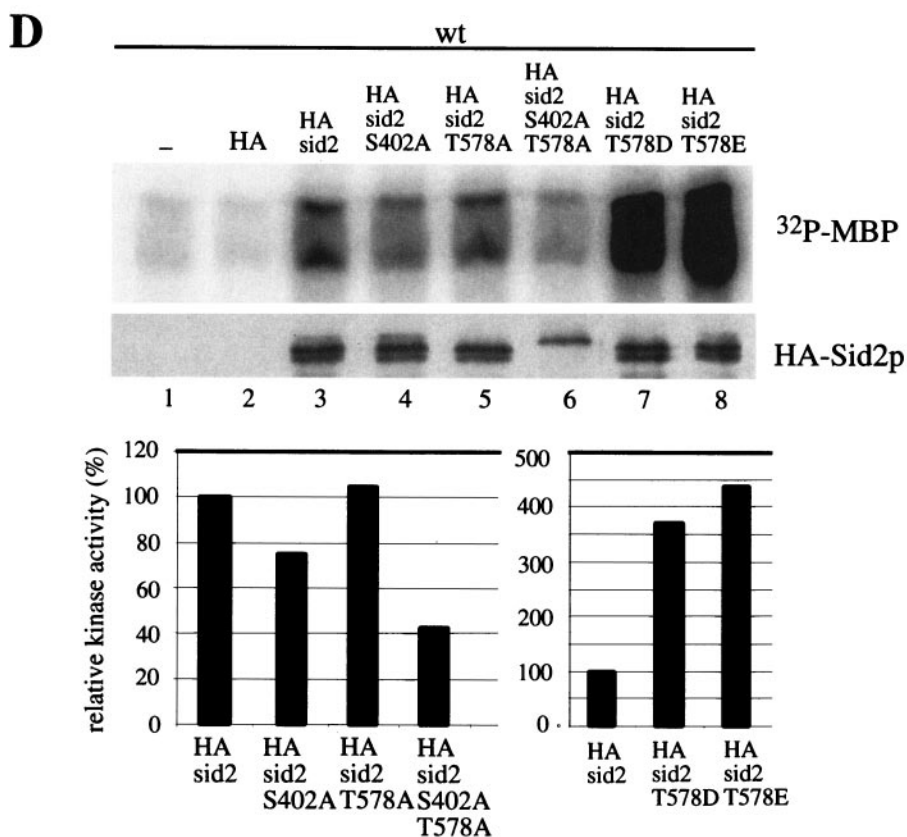 D
wt
–
HA
HA
sid2
HA
sid2
S402A
HA
sid2
T578A
HA
sid2
S402A
T578A
HA
sid2
T578D
HA
sid2
T578E
32P-MBP
HA-Sid2p
1 2 3 4 5 6 7 8
relative kinase activity (%)
120
100
80
60
40
20
0
HA
sid2
HA
sid2
S402A
HA
sid2
T578A
HA
sid2
S402A
T578A
500
400
300
200
100
0
HA
sid2
HA
sid2
T578D
HA
sid2
T578E